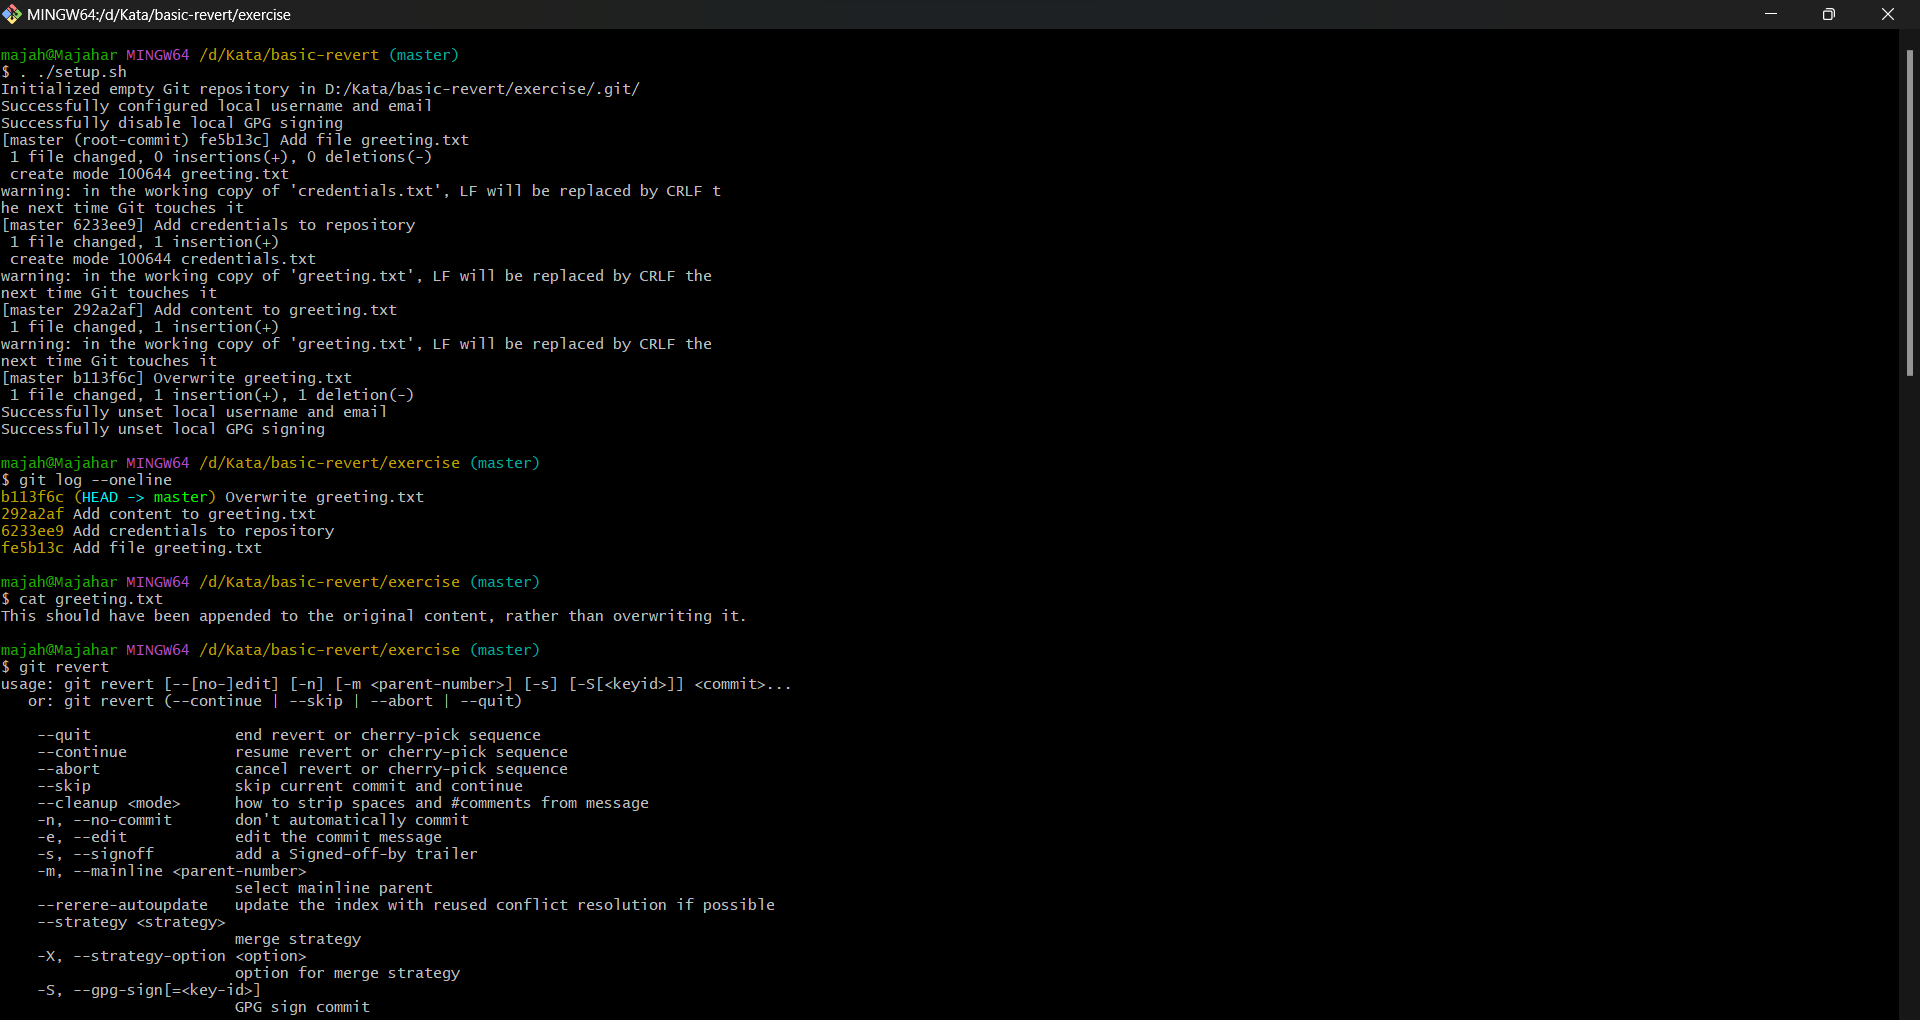 MINGW64:/d/Kata/basic-revert/exercise
majah@Majahar MINGW64 /d/Kata/basic-revert (master)
$ . ./setup.sh
Initialized empty Git repository in D:/Kata/basic-revert/exercise/.git/
Successfully configured local username and email
Successfully disable local GPG signing
[master (root-commit) fe5b13c] Add file greeting.txt
 1 file changed, 0 insertions(+), 0 deletions(-)
 create mode 100644 greeting.txt
warning: in the working copy of 'credentials.txt', LF will be replaced by CRLF t
he next time Git touches it
[master 6233ee9] Add credentials to repository
 1 file changed, 1 insertion(+)
 create mode 100644 credentials.txt
warning: in the working copy of 'greeting.txt', LF will be replaced by CRLF the
next time Git touches it
[master 292a2af] Add content to greeting.txt
 1 file changed, 1 insertion(+)
warning: in the working copy of 'greeting.txt', LF will be replaced by CRLF the
next time Git touches it
[master b113f6c] Overwrite greeting.txt
 1 file changed, 1 insertion(+), 1 deletion(-)
Successfully unset local username and email
Successfully unset local GPG signing
majah@Majahar MINGW64 /d/Kata/basic-revert/exercise (master)
$ git log --oneline
b113f6c (HEAD -> master) Overwrite greeting.txt
292a2af Add content to greeting.txt
6233ee9 Add credentials to repository
fe5b13c Add file greeting.txt
majah@Majahar MINGW64 /d/Kata/basic-revert/exercise (master)
$ cat greeting.txt
This should have been appended to the original content, rather than overwriting it.
majah@Majahar MINGW64 /d/Kata/basic-revert/exercise (master)
$ git revert
usage: git revert [--[no-]edit] [-n] [-m <parent-number>] [-s] [-S[<keyid>]] <commit>...
   or: git revert (--continue | --skip | --abort | --quit)
    --quit                end revert or cherry-pick sequence
    --continue            resume revert or cherry-pick sequence
    --abort               cancel revert or cherry-pick sequence
    --skip                skip current commit and continue
    --cleanup <mode>      how to strip spaces and #comments from message
    -n, --no-commit       don't automatically commit
    -e, --edit            edit the commit message
    -s, --signoff         add a Signed-off-by trailer
    -m, --mainline <parent-number>
                          select mainline parent
    --rerere-autoupdate   update the index with reused conflict resolution if possible
    --strategy <strategy>
                          merge strategy
    -X, --strategy-option <option>
                          option for merge strategy
    -S, --gpg-sign[=<key-id>]
                          GPG sign commit